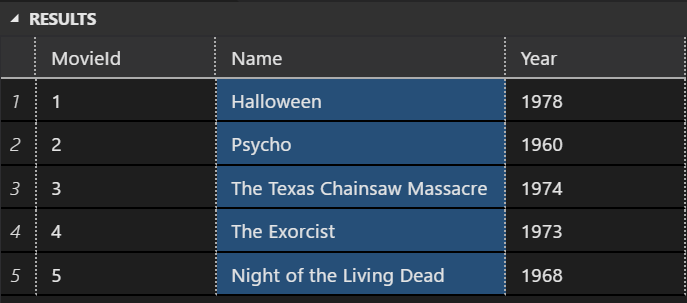 RESULTS
MovieId Name Year
1 1 Halloween 1978
2 2 Psycho 1960
3 3 The Texas Chainsaw Massacre 1974
4 4 The Exorcist 1973
5 5 Night of the Living Dead 1968